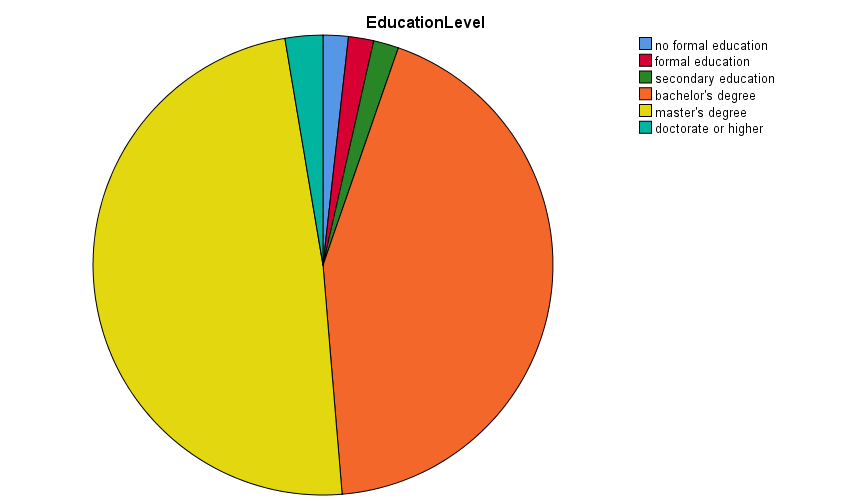 EducationLevel
no formal education
formal education
secondary education
bachelor's degree
master's degree
doctorate or higher